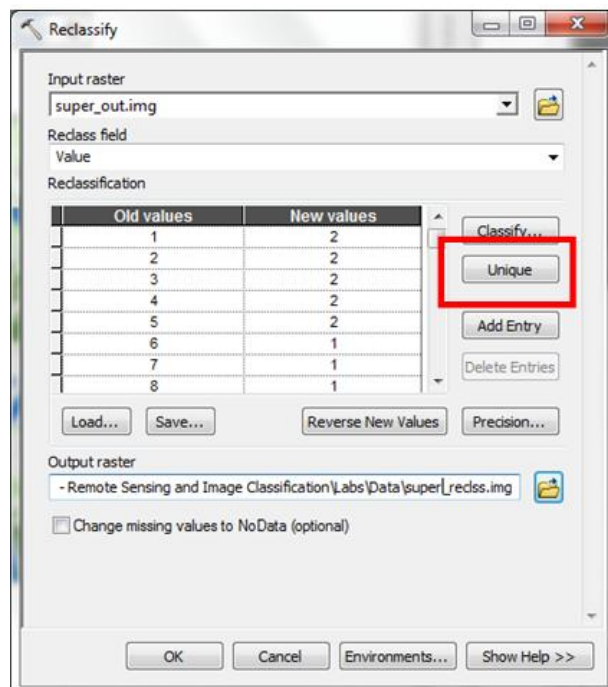 Reclassify
Input raster
super_out.img
Reclass field
Value
Reclassification
Old values New values
1 2
2 2
3 2
4 2
5 2
6 1
7 1
8 1
Classify...
Unique
Add Entry
Delete Entries
Load... Save... Reverse New Values Precision...
Output raster
- Remote Sensing and Image Classification\Labs\Data\super_reclss.img
Change missing values to NoData (optional)
OK Cancel Environments... Show Help >>